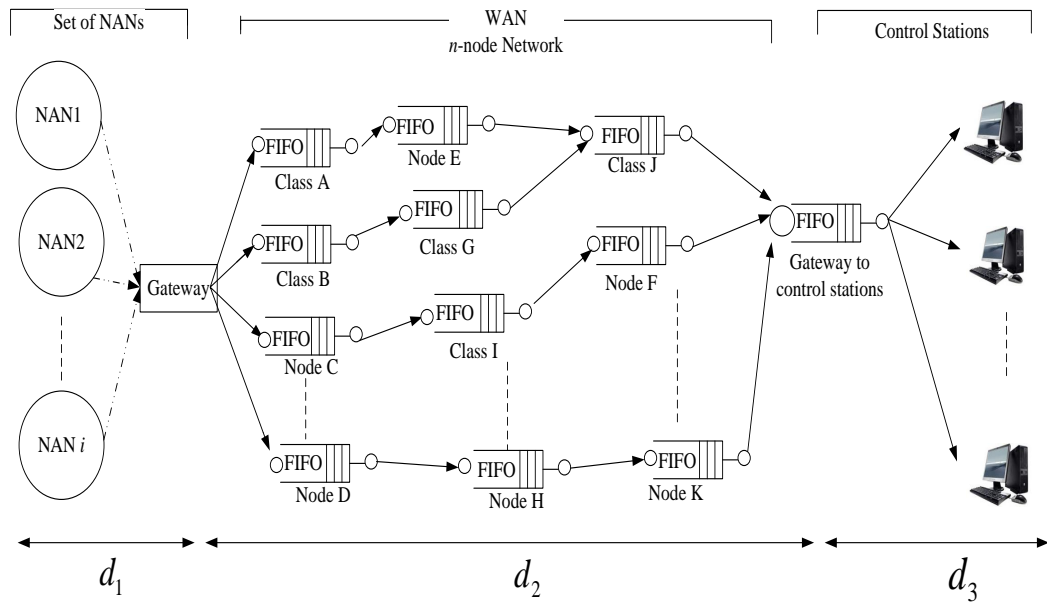 Set of NANs
WAN
n-node Network
Control Stations
NAN1
NAN2
NAN i
Gateway
FIFO
Class A
FIFO
Node E
FIFO
Class J
FIFO
Class B
FIFO
Class G
FIFO
Node C
FIFO
Class I
FIFO
Node F
FIFO
Gateway to
control stations
FIFO
Node D
FIFO
Node H
FIFO
Node K
d1
d2
d3